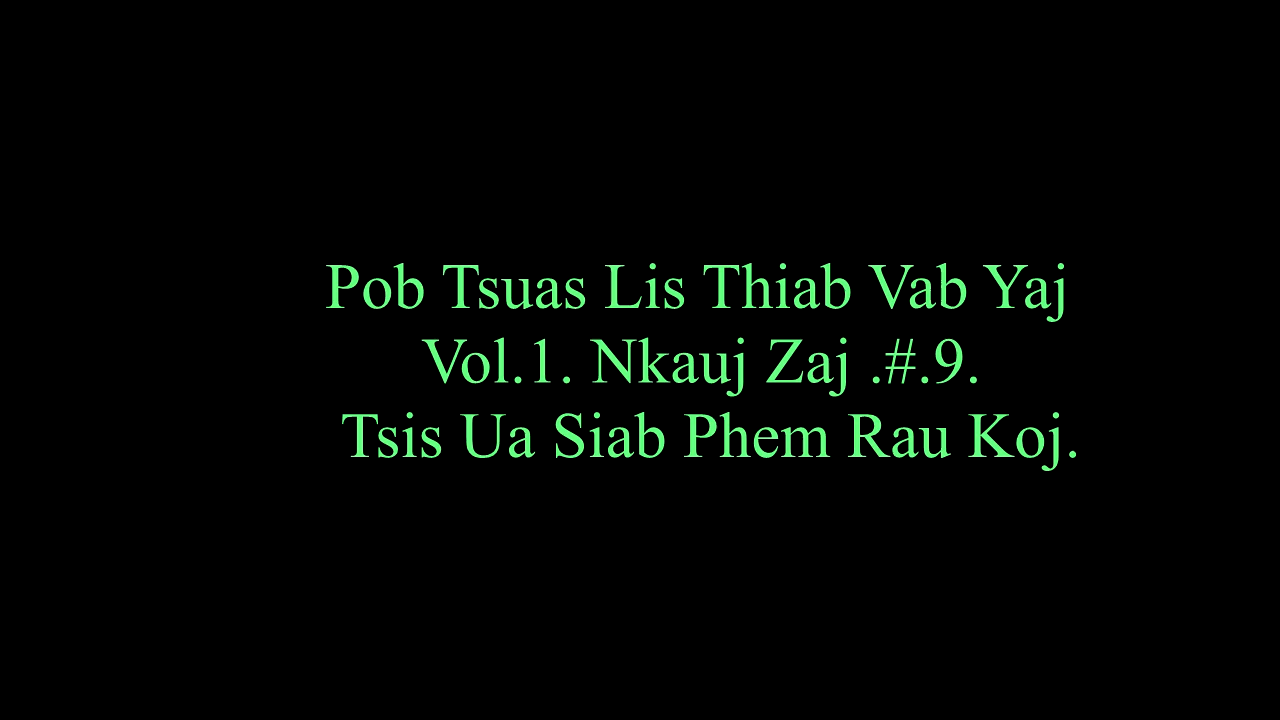 Pob Tsuas Lis Thiab Vab Yaj
Vol.1. Nkauj Zaj .#.9.
Tsis Ua Siab Phem Rau Koj.